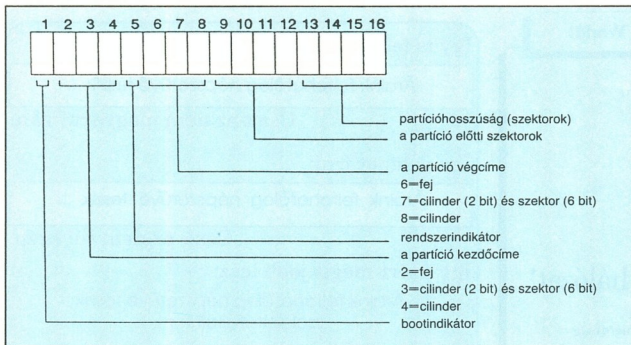 World
1 2 3 4 5 6 7 8 9 10 11 12 13 14 15 16
partícióhosszúság (szektorok)
a partíció előtti szektorok
a partíció végcíme
6=fej
7=cilinder (2 bit) és szektor (6 bit)
8=cilinder
rendszerindikátor
a partíció kezdőcíme
2=fej
3=cilinder (2 bit) és szektor (6 bit)
4=cilinder
bootindikátor